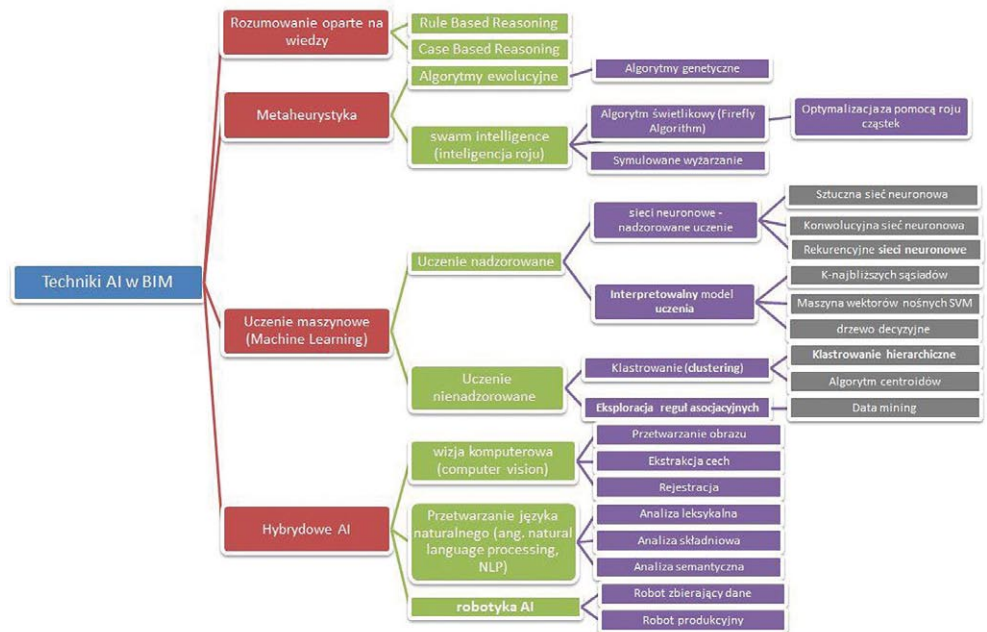 Techniki AI w BIM
Rozumowanie oparte na
wiedzy
Rule Based Reasoning
Case Based Reasoning
Metaheurystyka
Algorytmy ewolucyjne
Algorytmy genetyczne
swarm intelligence
(inteligencja roju)
Algorytm świetlikowy (Firefly
Algorithm)
Optymalizacja za pomocą roju
cząstek
Symulowane wyżarzanie
Uczenie maszynowe
(Machine Learning)
Uczenie nadzorowane
sieci neuronowe -
nadzorowane uczenie
Sztuczna sieć neuronowa
Konwolucyjna sieć neuronowa
Rekurencyjne sieci neuronowe
Interpretowalny model
uczenia
K-najbliższych sąsiadów
Maszyna wektorów nośnych SVM
drzewo decyzyjne
Uczenie
nienadzorowane
Klastrowanie (clustering)
Klastrowanie hierarchiczne
Algorytm centroidów
Eksploracja reguł asocjacyjnych
Data mining
Hybrydowe AI
wizja komputerowa
(computer vision)
Przetwarzanie obrazu
Ekstrakcja cech
Rejestracja
Przetwarzanie języka
naturalnego (ang. natural
language processing,
NLP)
Analiza leksykalna
Analiza składniowa
Analiza semantyczna
robotyka AI
Robot zbierający dane
Robot produkcyjny